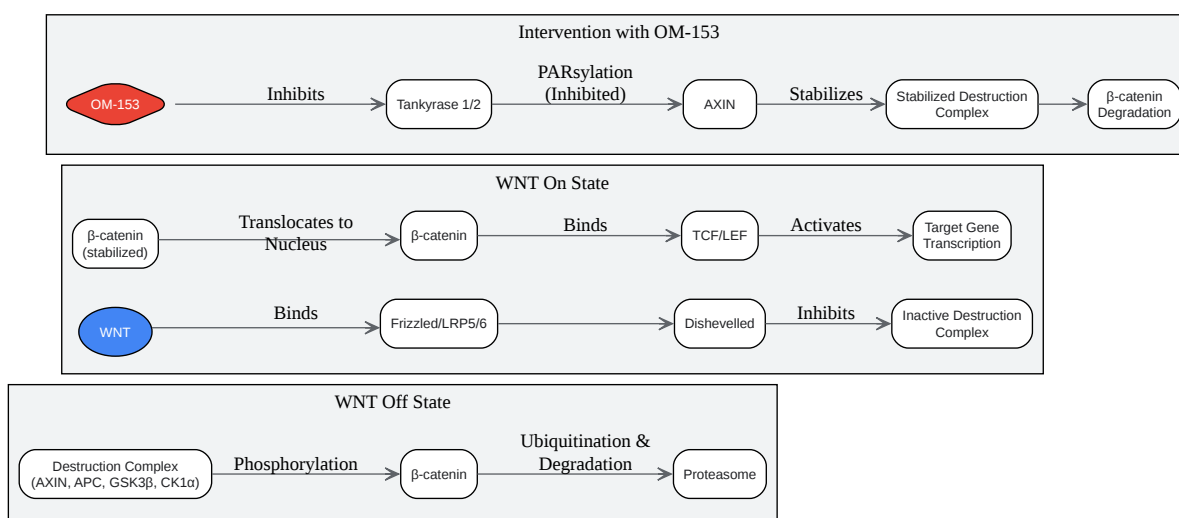 Intervention with OM-153
OM-153
Inhibits
Tankyrase 1/2
PARsylation
(Inhibited)
AXIN
Stabilizes
Stabilized Destruction
Complex
β-catenin
Degradation
WNT On State
β-catenin
(stabilized)
Translocates to
Nucleus
β-catenin
Binds
TCF/LEF
Activates
Target Gene
Transcription
WNT
Binds
Frizzled/LRP5/6
Dishevelled
Inhibits
Inactive Destruction
Complex
WNT Off State
Destruction Complex
(AXIN, APC, GSK3β, CK1α)
Phosphorylation
β-catenin
Ubiquitination &
Degradation
Proteasome